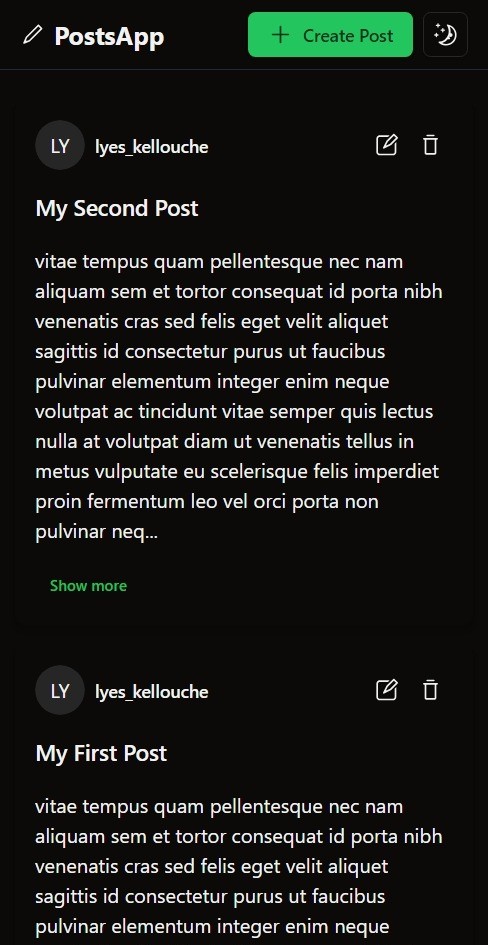 PostsApp
Create Post
LY
lyes_kellouche
My Second Post
vitae tempus quam pellentesque nec nam
aliquam sem et tortor consequat id porta nibh
venenatis cras sed felis eget velit aliquet
sagittis id consectetur purus ut faucibus
pulvinar elementum integer enim neque
volutpat ac tincidunt vitae semper quis lectus
nulla at volutpat diam ut venenatis tellus in
metus vulputate eu scelerisque felis imperdiet
proin fermentum leo vel orci porta non
pulvinar neq...
Show more
LY
lyes_kellouche
My First Post
vitae tempus quam pellentesque nec nam
aliquam sem et tortor consequat id porta nibh
venenatis cras sed felis eget velit aliquet
sagittis id consectetur purus ut faucibus
pulvinar elementum integer enim neque